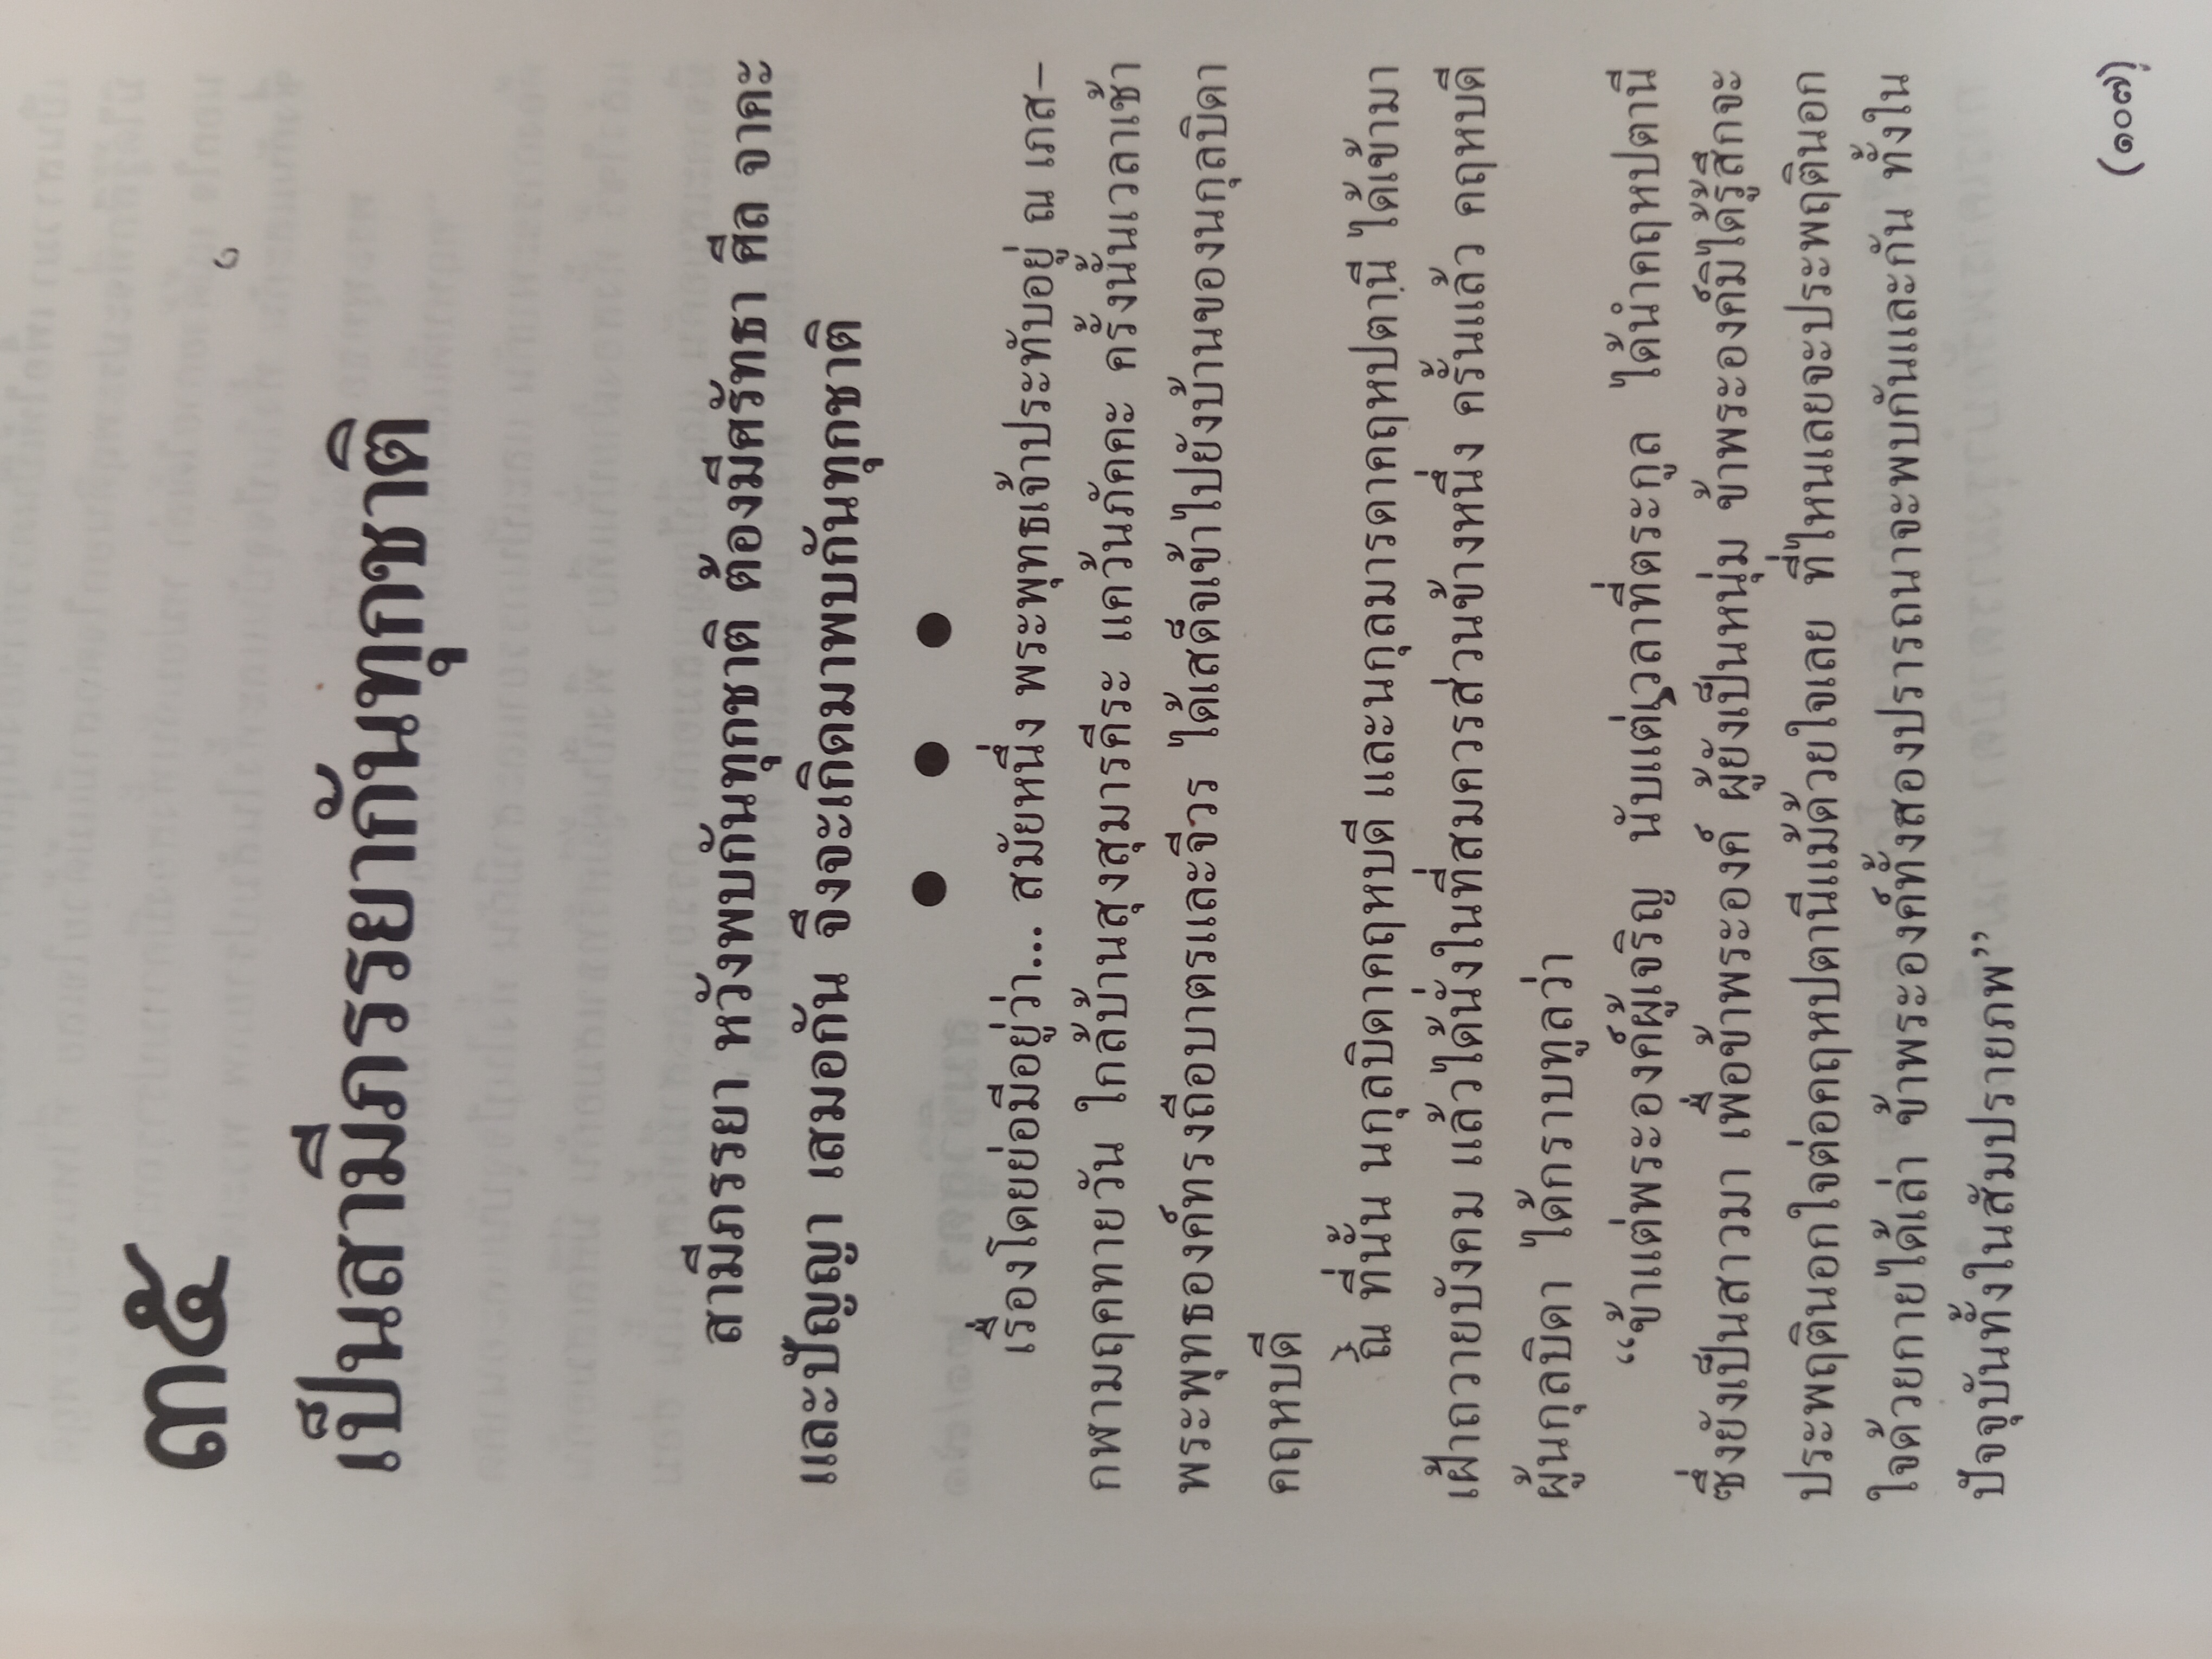 ๓๕
เป็นสามีภรรยากันทุกชาติ
สามีภรรยา หวังพบกันทุกชาติ ต้องมีศรัทธา ศีล จาคะ
และปัญญา เสมอกัน จึงจะเกิดมาพบกันทุกชาติ
● ● ●
เรื่องโดยย่อมีอยู่ว่า... สมัยหนึ่ง พระพุทธเจ้าประทับอยู่ ณ เภส-
กฬามฤคทายวัน ใกล้บ้านสุงสุมารคีระ แคว้นภัคคะ ครั้งนั้นเวลาเช้า
พระพุทธองค์ทรงถือบาตรและจีวร ได้เสด็จเข้าไปยังบ้านของนกุลบิดา
คฤหบดี
ณ ที่นั้น นกุลบิดาคฤหบดี และนกุลมารดาคฤหปตานี ได้เข้ามา
เฝ้าถวายบังคม แล้วได้นั่งในที่สมควรส่วนข้างหนึ่ง ครั้นแล้ว คฤหบดี
ผู้นกุลบิดา ได้กราบทูลว่า
“ข้าแต่พระองค์ผู้เจริญ นับแต่เวลาที่ตระกูล ได้นำคฤหปตานี
ซึ่งยังเป็นสาวมา เพื่อข้าพระองค์ ผู้ยังเป็นหนุ่ม ข้าพระองค์มิได้รู้สึกจะ
ประพฤตินอกใจต่อคฤหปตานีแม้ด้วยใจเลย ที่ไหนเลยจะประพฤตินอก
ใจด้วยกายได้เล่า ข้าพระองค์ทั้งสองปรารถนาจะพบกันและกัน ทั้งใน
ปัจจุบันทั้งในสัมปรายภพ”
(๑๐๗)